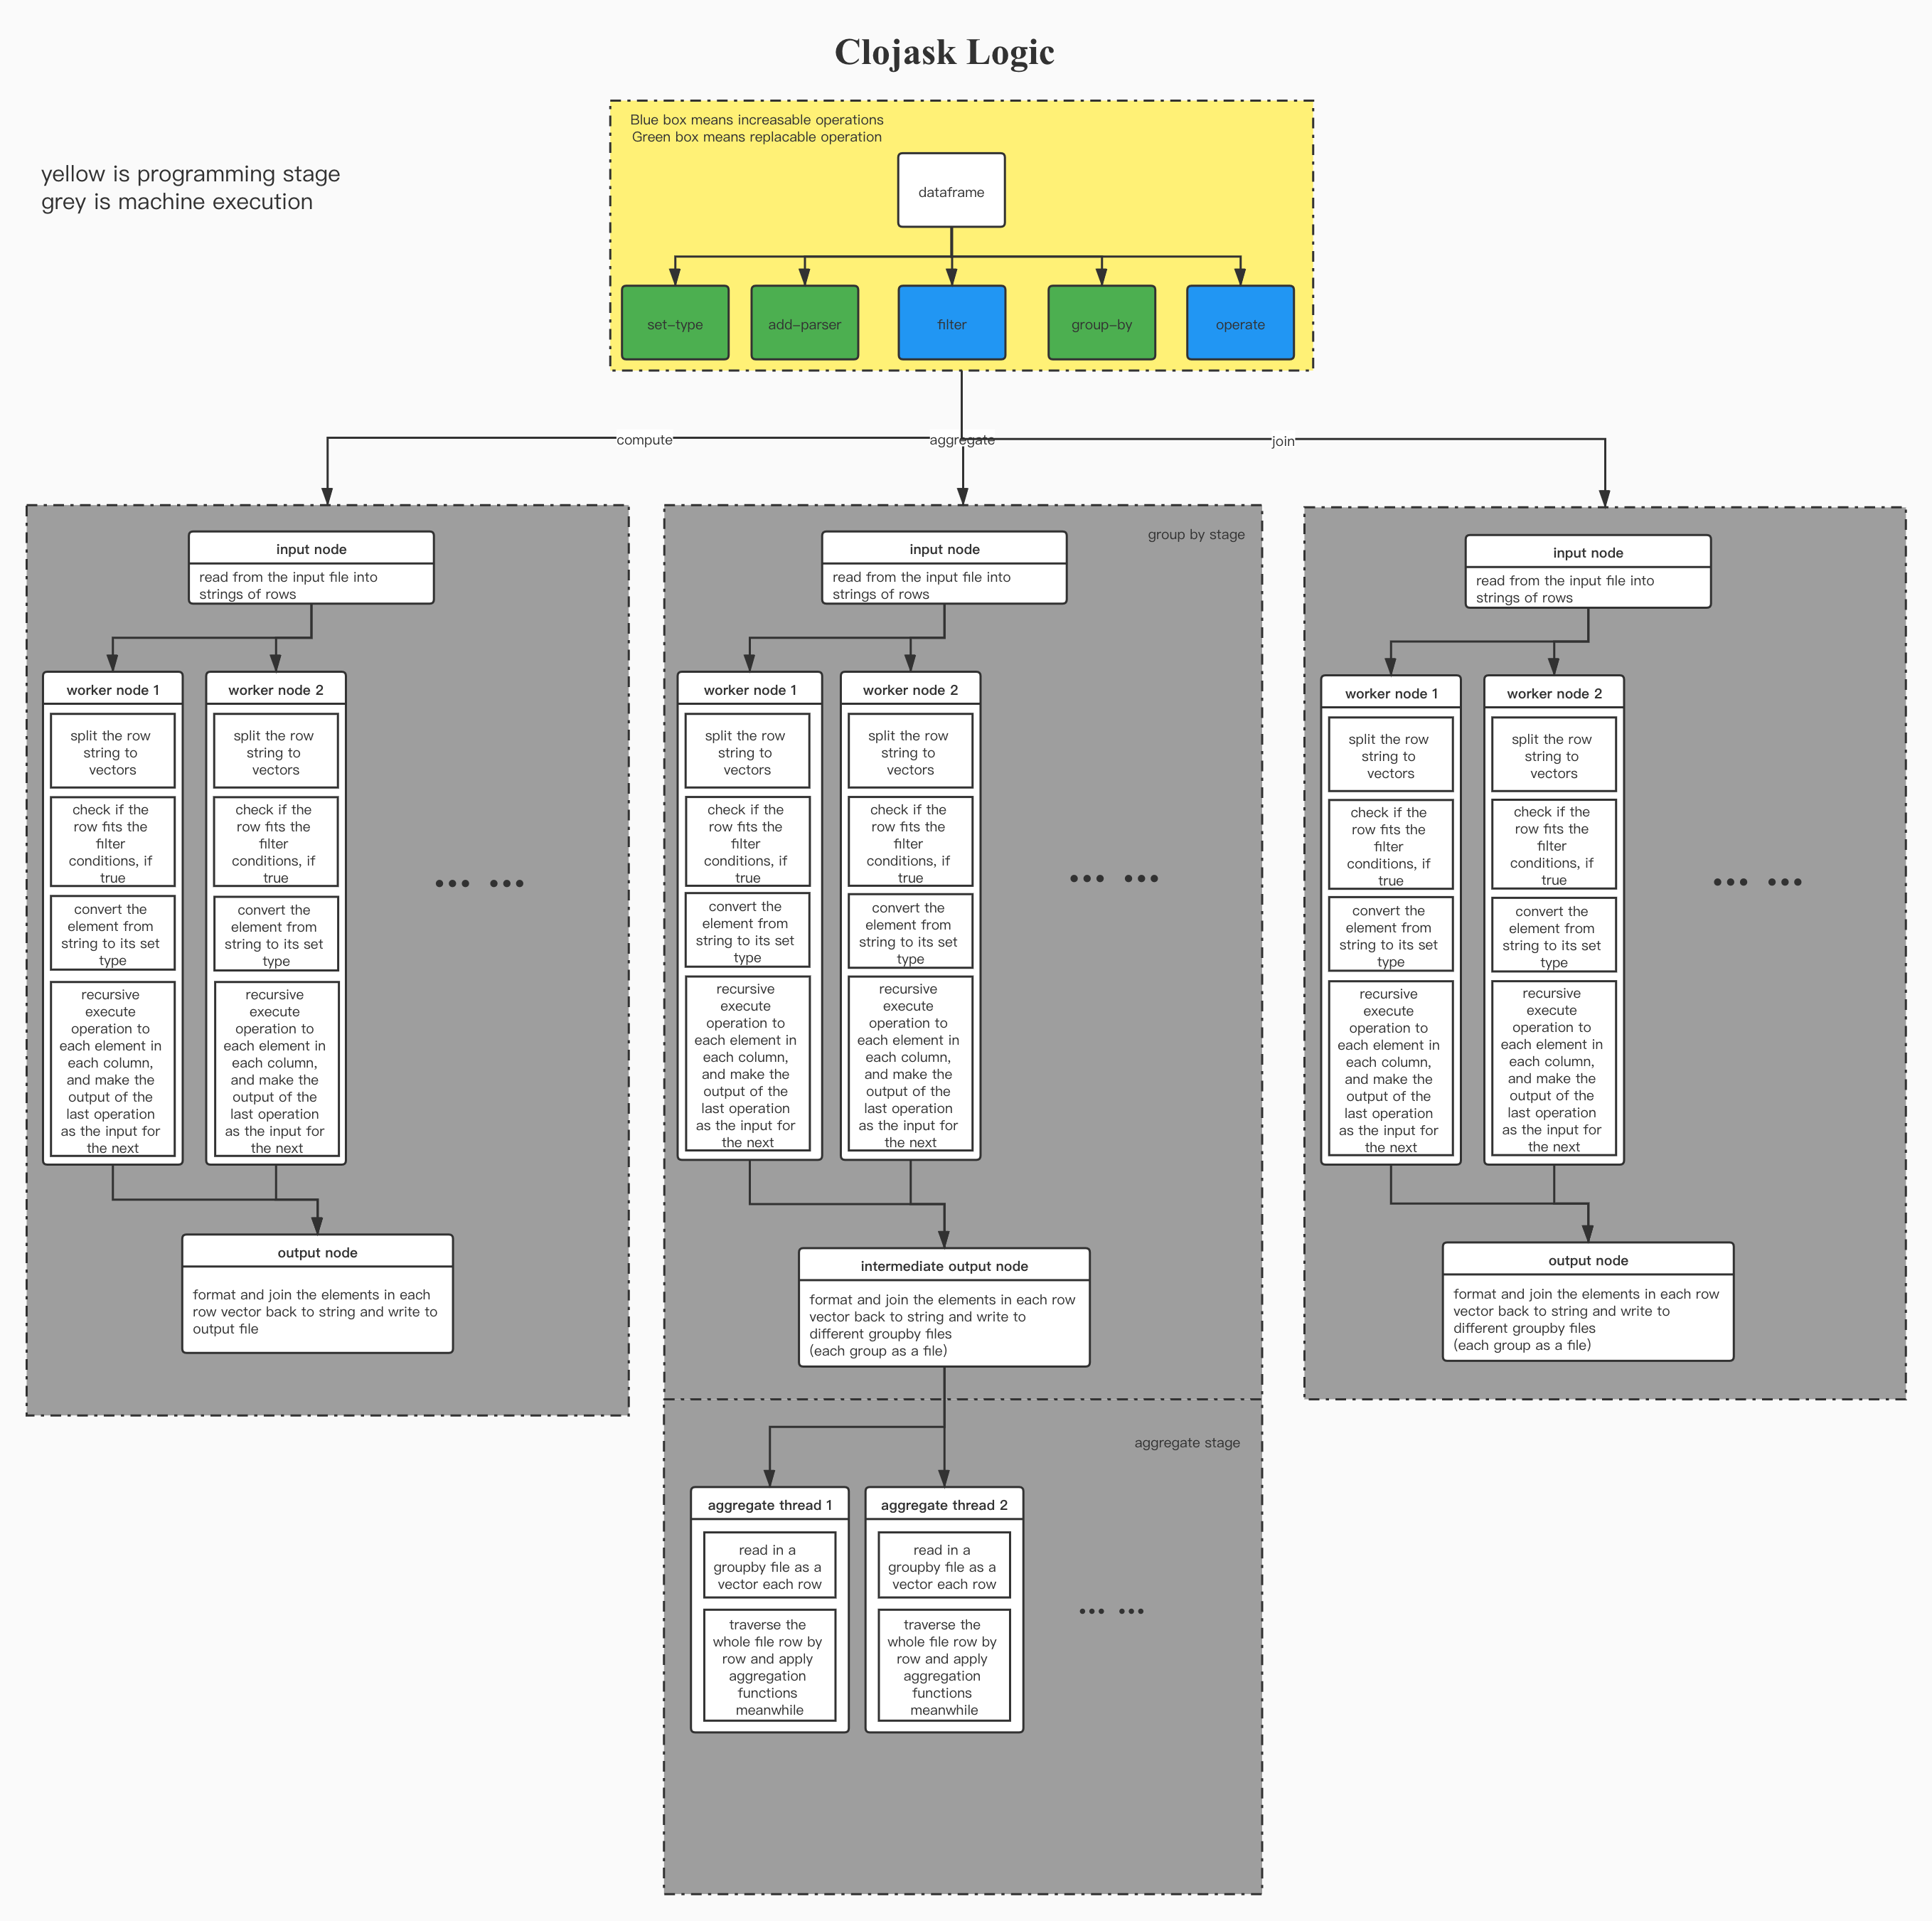 Clojask Logic
Blue box means increasable operations
Green box means replacable operation
yellow is programming stage
grey is machine execution
dataframe
set-type
add-parser
filter
group-by
operate
compute
aggregate
join
input node
read from the input file into
strings of rows
worker node 1
split the row
string to
vectors
check if the
row fits the
filter
conditions, if
true
convert the
element from
string to its set
type
recursive
execute
operation to
each element in
each column,
and make the
output of the
last operation
as the input for
the next
worker node 2
split the row
string to
vectors
check if the
row fits the
filter
conditions, if
true
convert the
element from
string to its set
type
recursive
execute
operation to
each element in
each column,
and make the
output of the
last operation
as the input for
the next
... ...
output node
format and join the elements in each
row vector back to string and write to
output file
group by stage
input node
read from the input file into
strings of rows
worker node 1
split the row
string to
vectors
check if the
row fits the
filter
conditions, if
true
convert the
element from
string to its set
type
recursive
execute
operation to
each element in
each column,
and make the
output of the
last operation
as the input for
the next
worker node 2
split the row
string to
vectors
check if the
row fits the
filter
conditions, if
true
convert the
element from
string to its set
type
recursive
execute
operation to
each element in
each column,
and make the
output of the
last operation
as the input for
the next
... ...
intermediate output node
format and join the elements in each row
vector back to string and write to
different groupby files
(each group as a file)
aggregate stage
aggregate thread 1
read in a
groupby file as a
vector each row
traverse the
whole file row by
row and apply
aggregation
functions
meanwhile
aggregate thread 2
read in a
groupby file as a
vector each row
traverse the
whole file row by
row and apply
aggregation
functions
meanwhile
... ...
input node
read from the input file into
strings of rows
worker node 1
split the row
string to
vectors
check if the
row fits the
filter
conditions, if
true
convert the
element from
string to its set
type
recursive
execute
operation to
each element in
each column,
and make the
output of the
last operation
as the input for
the next
worker node 2
split the row
string to
vectors
check if the
row fits the
filter
conditions, if
true
convert the
element from
string to its set
type
recursive
execute
operation to
each element in
each column,
and make the
output of the
last operation
as the input for
the next
... ...
output node
format and join the elements in each row
vector back to string and write to
different groupby files
(each group as a file)